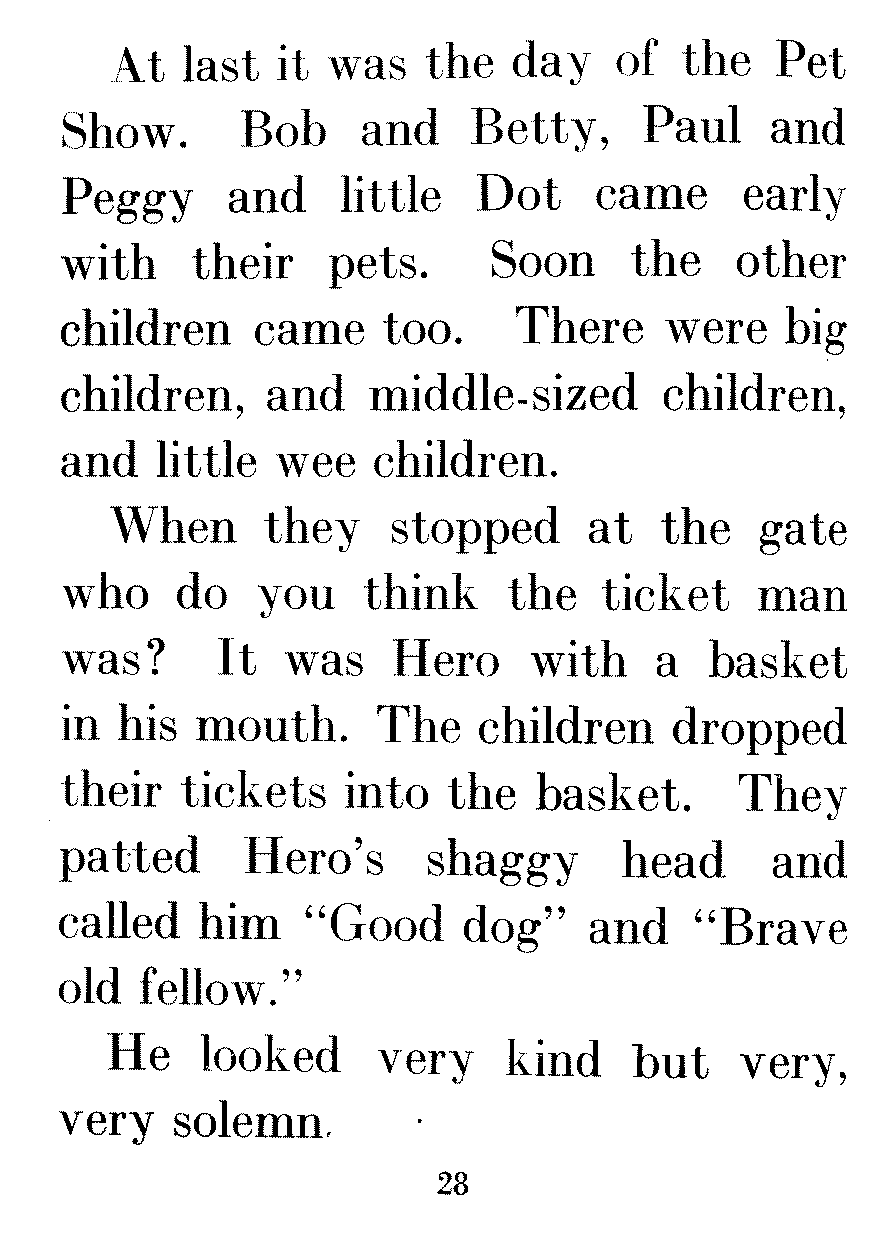 At last it was the day of the Pet
Show. Bob and Betty, Paul and
Peggy and little Dot came early
with their pets. Soon the other
children came too. There were big
children, and middle-sized children,
and little wee children.
When they stopped at the gate
who do you think the ticket man
was? It was Hero with a basket
in his mouth. The children dropped
their tickets into the basket. They
patted Hero's shaggy head and
called him “Good dog” and “Brave
old fellow.”
He looked very kind but very,
very solemn.
28